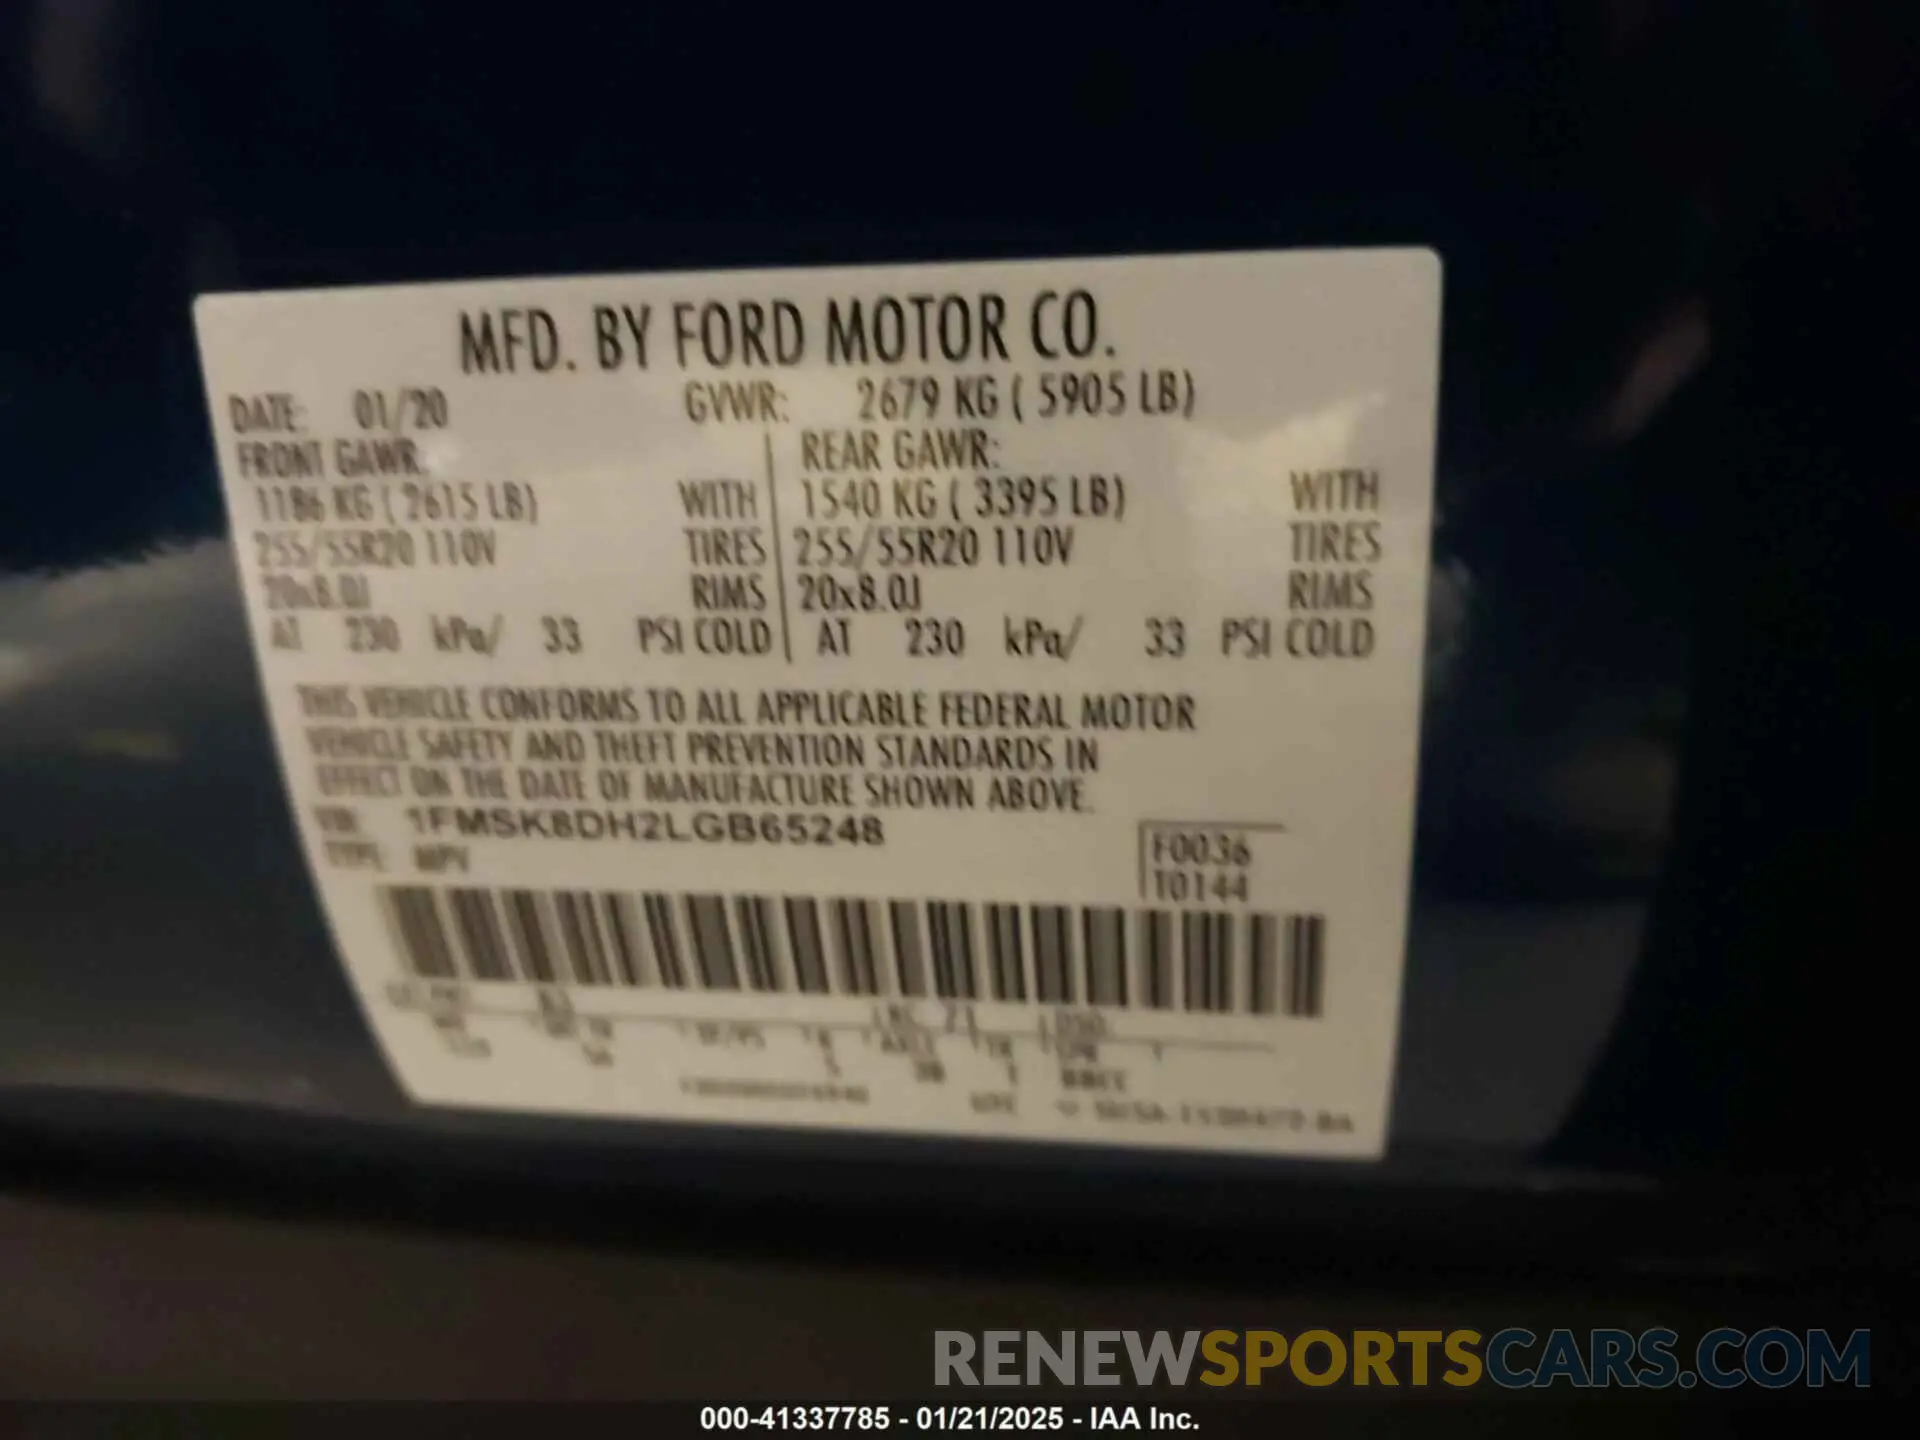 MFD. BY FORD MOTOR CO.
DATE: 01/20 GVWR: 2679 KG ( 5905 LB)
FRONT GAWR: REAR GAWR:
1186 KG ( 2615 LB) WITH 1540 KG ( 3395 LB) WITH
255/55R20 110V TIRES 255/55R20 110V TIRES
20x8.0J RIMS 20x8.0J RIMS
AT 230 kPa/ 33 PSI COLD AT 230 kPa/ 33 PSI COLD
THIS VEHICLE CONFORMS TO ALL APPLICABLE FEDERAL MOTOR
VEHICLE SAFETY AND THEFT PREVENTION STANDARDS IN
EFFECT ON THE DATE OF MANUFACTURE SHOWN ABOVE.
VIN: 1FMSK8DH2LGB65248
TYPE: MPV
F0036
T0144
RENEWSPORTSCARS.COM
000-41337785 - 01/21/2025 - IAA Inc.